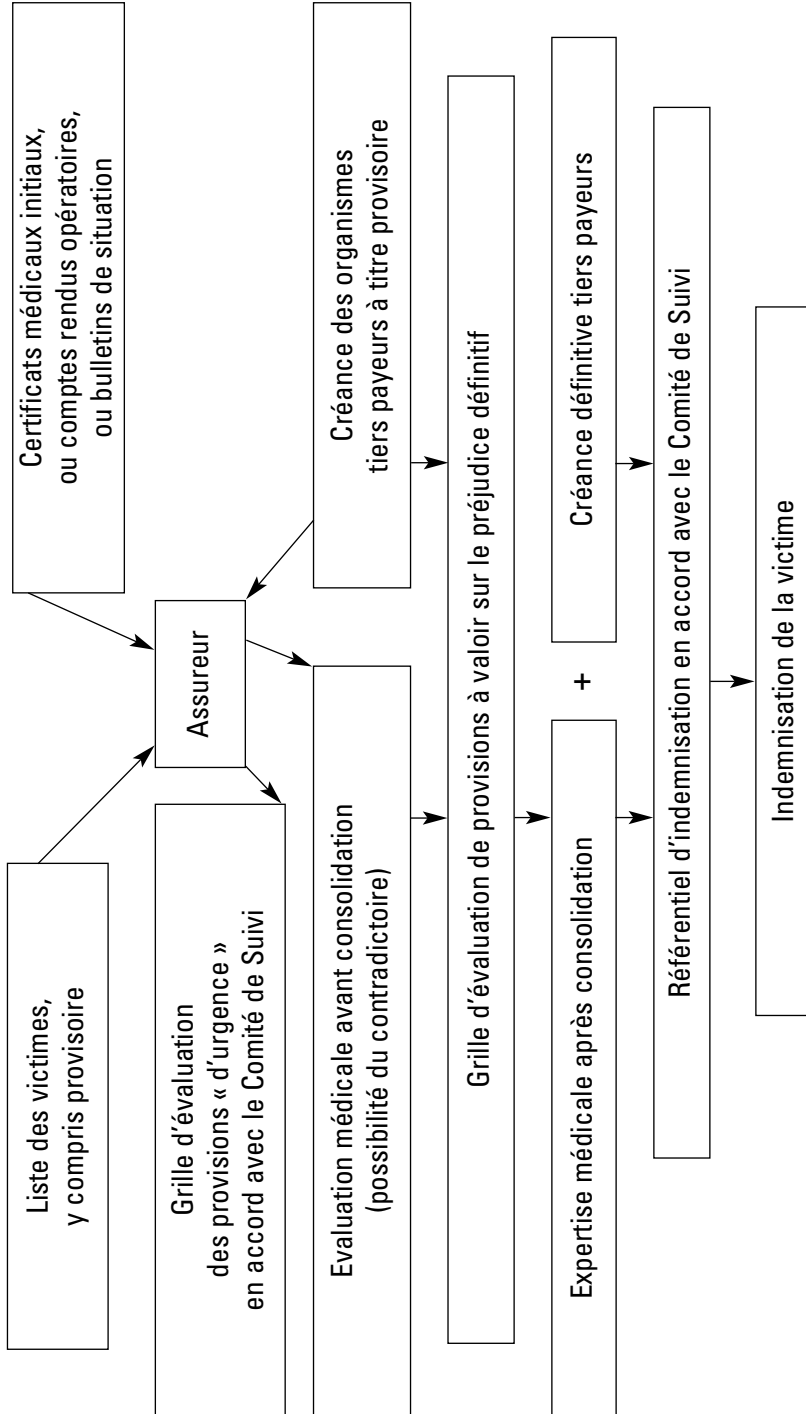 Liste des victimes,
y compris provisoire
Certificats médicaux initiaux,
ou comptes rendus opératoires,
ou bulletins de situation
Assureur
Grille d'évaluation
des provisions « d'urgence »
en accord avec le Comité de Suivi
Evaluation médicale avant consolidation
(possibilité du contradictoire)
Créance des organismes
tiers payeurs à titre provisoire
Grille d'évaluation de provisions à valoir sur le préjudice définitif
Expertise médicale après consolidation
+
Créance définitive tiers payeurs
Référentiel d'indemnisation en accord avec le Comité de Suivi
Indemnisation de la victime